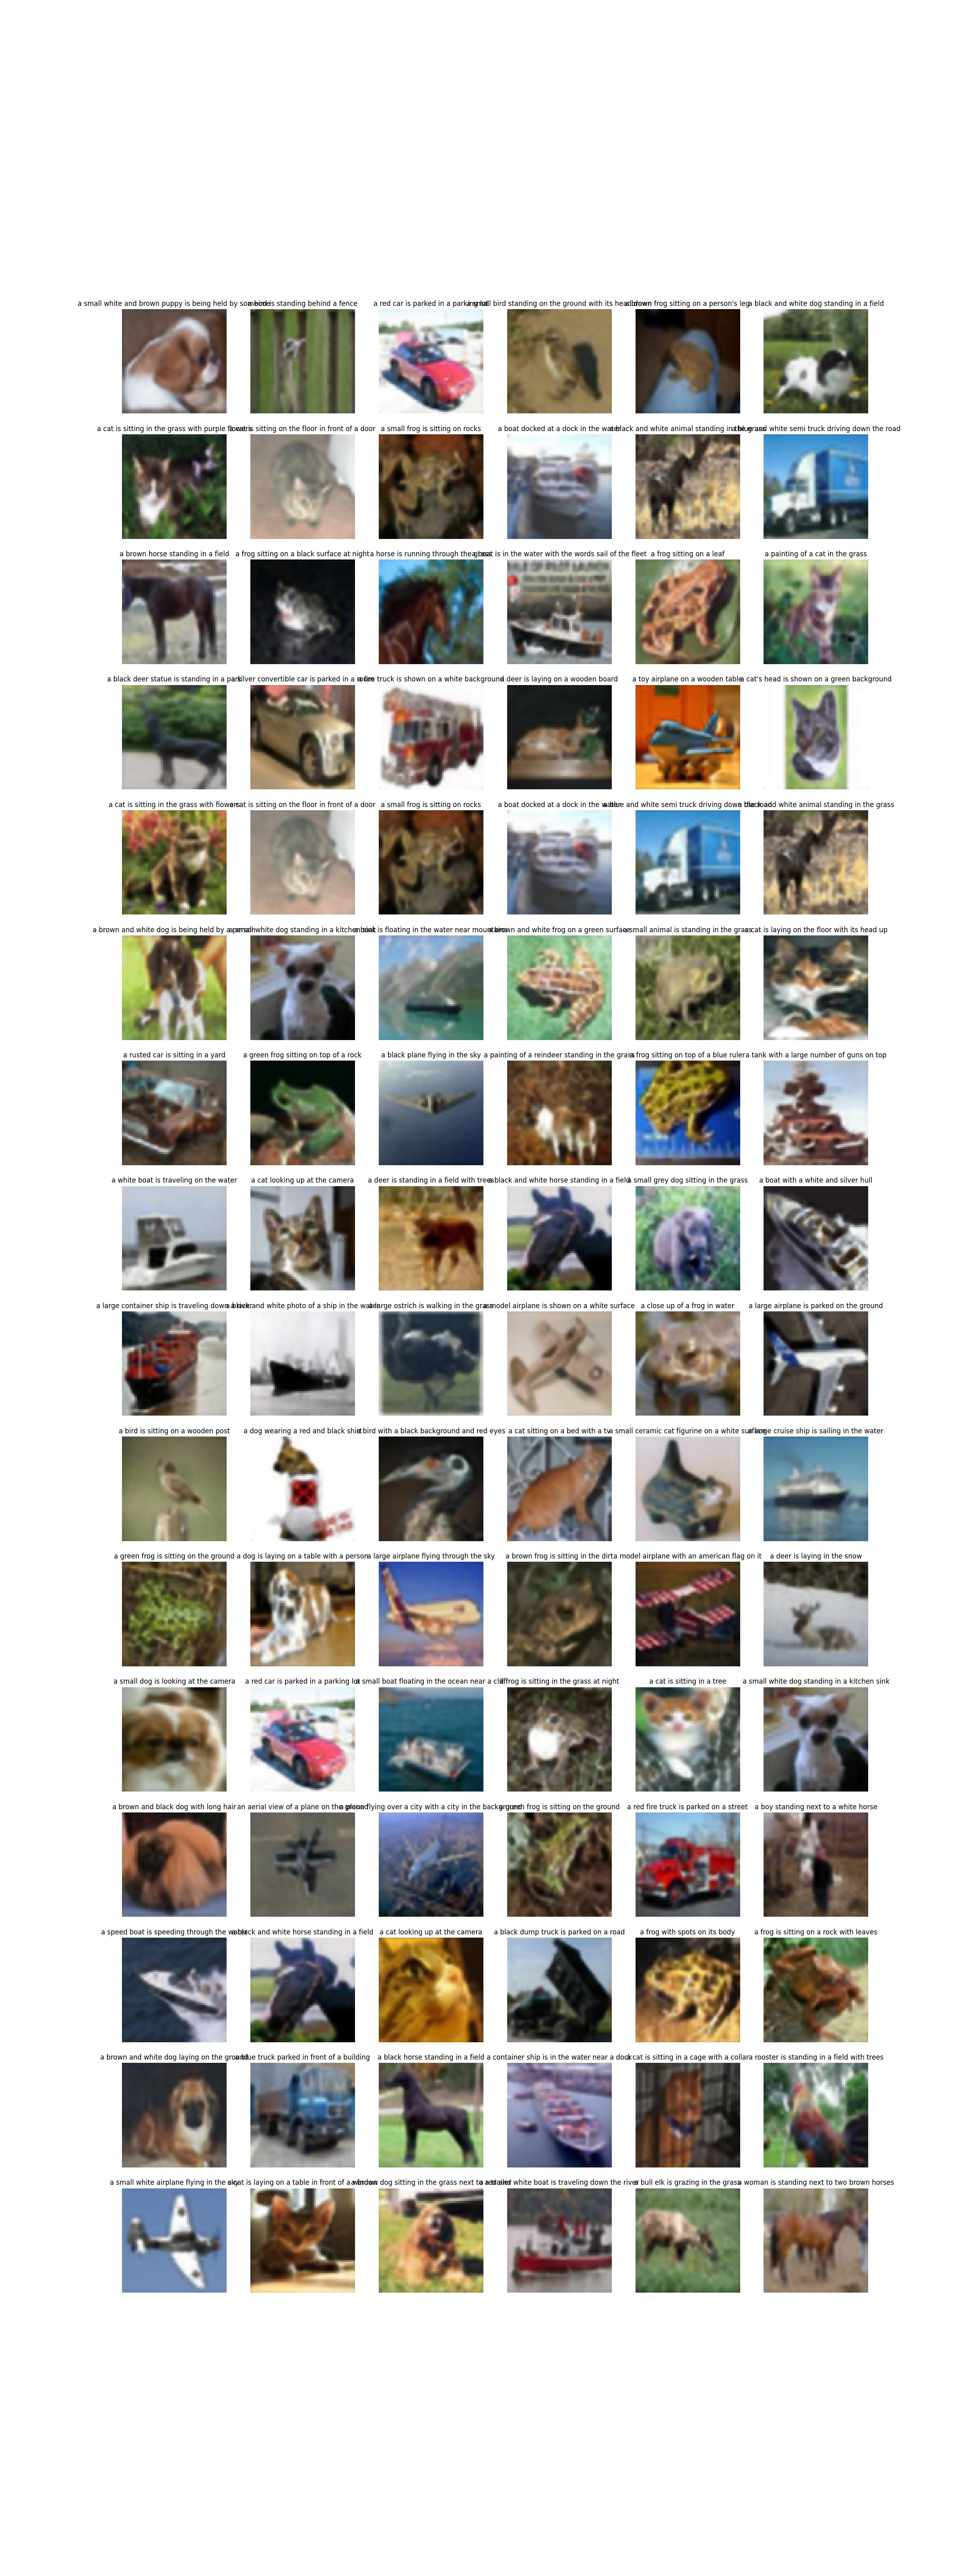 a small white and brown puppy is being held by someone
a bird is standing behind a fence
a red car is parked in a parking lot
a small bird standing on the ground with its head down
a brown frog sitting on a person's leg
a black and white dog standing in a field
a cat is sitting in the grass with purple flowers
a cat is sitting on the floor in front of a door
a small frog is sitting on rocks
a boat docked at a dock in the water
a black and white animal standing in the grass
a blue and white semi truck driving down the road
a brown horse standing in a field
a frog sitting on a black surface at night
a horse is running through the
a boat is in the water with the words sail of the fleet
a frog sitting on a leaf
a painting of a cat in the grass
a black deer statue is standing in a park
a silver convertible car is parked in a room
a fire truck is shown on a white background
a deer is laying on a wooden board
a toy airplane on a wooden table
a cat's head is shown on a green background
a cat is sitting in the grass with flowers
a cat is sitting on the floor in front of a door
a small frog is sitting on rocks
a boat docked at a dock in the water
a blue and white semi truck driving down the road
a black and white animal standing in the grass
a brown and white dog is being held by a person
a small white dog standing in a kitchen sink
a boat is floating in the water near mountains
a brown and white frog on a green surface
a small animal is standing in the grass
a cat is laying on the floor with its head up
a rusted car is sitting in a yard
a green frog sitting on top of a rock
a black plane flying in the sky
a painting of a reindeer standing in the grass
a frog sitting on top of a blue ruler
a tank with a large number of guns on top
a white boat is traveling on the water
a cat looking up at the camera
a deer is standing in a field with trees
a black and white horse standing in a field
a small grey dog sitting in the grass
a boat with a white and silver hull
a large container ship is traveling down a river
a black and white photo of a ship in the water
a large ostrich is walking in the grass
a model airplane is shown on a white surface
a close up of a frog in water
a large airplane is parked on the ground
a bird is sitting on a wooden post
a dog wearing a red and black shirt
a bird with a black background and red eyes
a cat sitting on a bed with a tv
a small ceramic cat figurine on a white surface
a large cruise ship is sailing in the water
a green frog is sitting on the ground
a dog is laying on a table with a person
a large airplane flying through the sky
a brown frog is sitting in the dirt
a model airplane with an american flag on it
a deer is laying in the snow
a small dog is looking at the camera
a red car is parked in a parking lot
a small boat floating in the ocean near a cliff
a frog is sitting in the grass at night
a cat is sitting in a tree
a small white dog standing in a kitchen sink
a brown and black dog with long hair
an aerial view of a plane on the ground
a plane flying over a city with a city in the background
a green frog is sitting on the ground
a red fire truck is parked on a street
a boy standing next to a white horse
a speed boat is speeding through the water
a black and white horse standing in a field
a cat looking up at the camera
a black dump truck is parked on a road
a frog with spots on its body
a frog is sitting on a rock with leaves
a brown and white dog laying on the ground
a blue truck parked in front of a building
a black horse standing in a field
a container ship is in the water near a dock
a cat is sitting in a cage with a collar
a rooster is standing in a field with trees
a small white airplane flying in the sky
a cat is laying on a table in front of a window
a brown dog sitting in the grass next to a
a red and white boat is traveling down the river
a bull elk is grazing in the grass
a woman is standing next to two brown horses